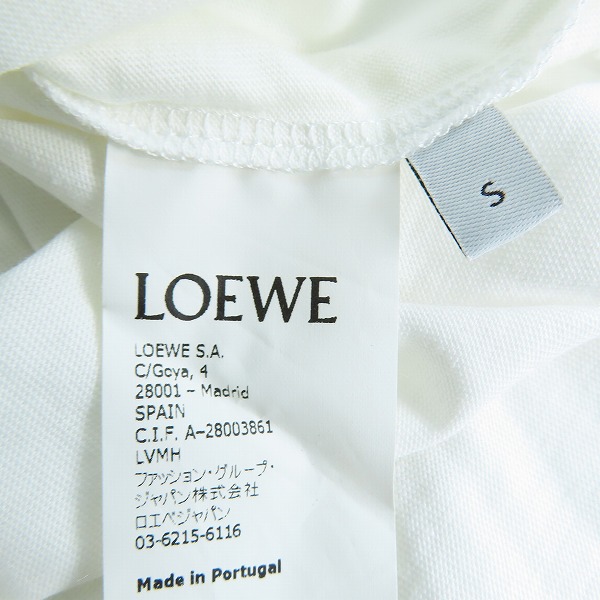 LOEWE
LOEWE S.A.
C/Goya, 4
28001 - Madrid
SPAIN
C.I.F. A-28003861
LVMH
ファッション・グループ・
ジャパン株式会社
ロエベジャパン
03-6215-6116
Made in Portugal
S